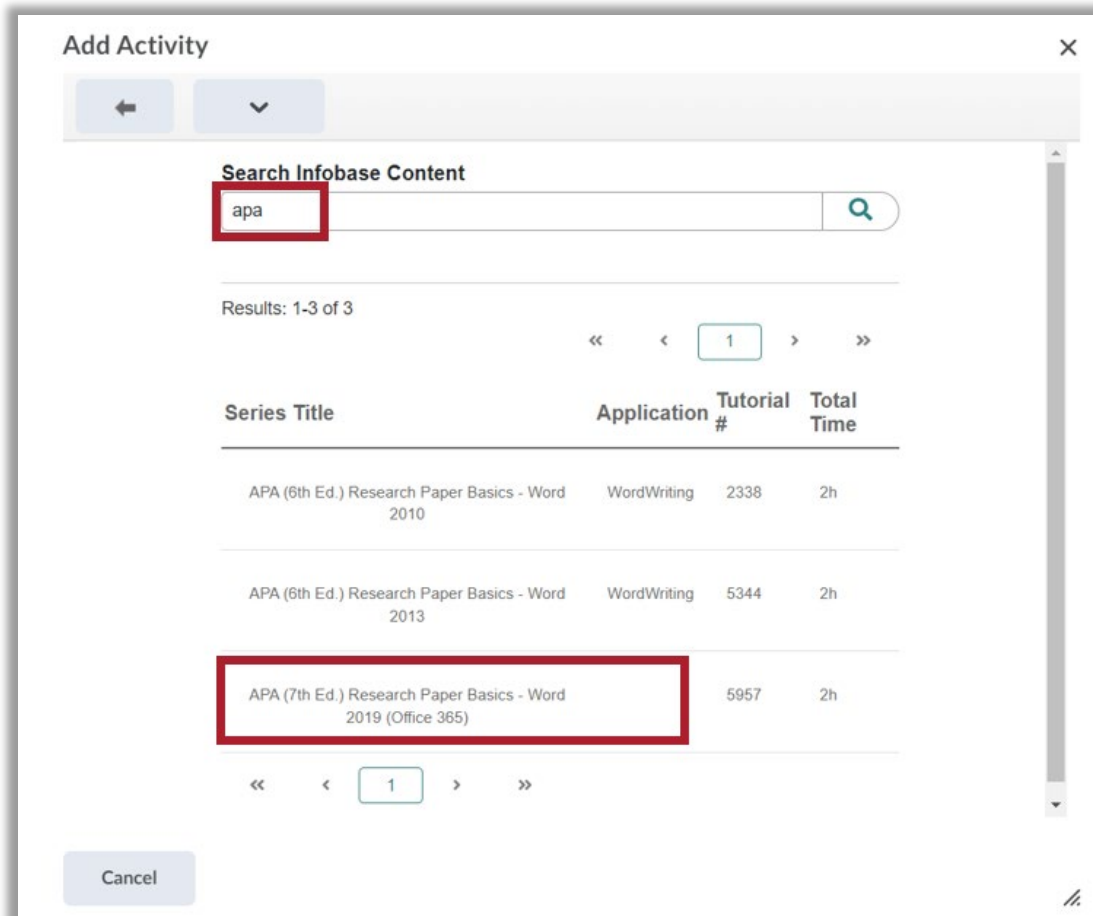 Add Activity
Search Infobase Content
apa
Results: 1-3 of 3
« < 1 > »
Series Title Application Tutorial # Total Time
APA (6th Ed.) Research Paper Basics - Word 2010 WordWriting 2338 2h
APA (6th Ed.) Research Paper Basics - Word 2013 WordWriting 5344 2h
APA (7th Ed.) Research Paper Basics - Word 2019 (Office 365) 5957 2h
« < 1 > »
Cancel